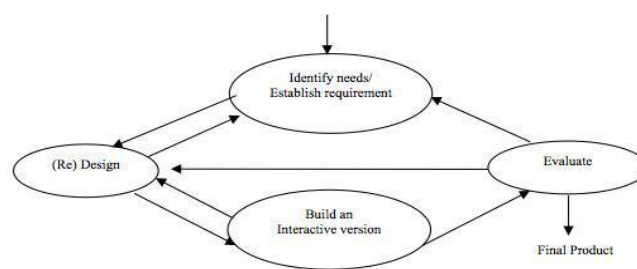 Identify needs/
Establish requirement
(Re) Design
Evaluate
Build an
Interactive version
Final Product